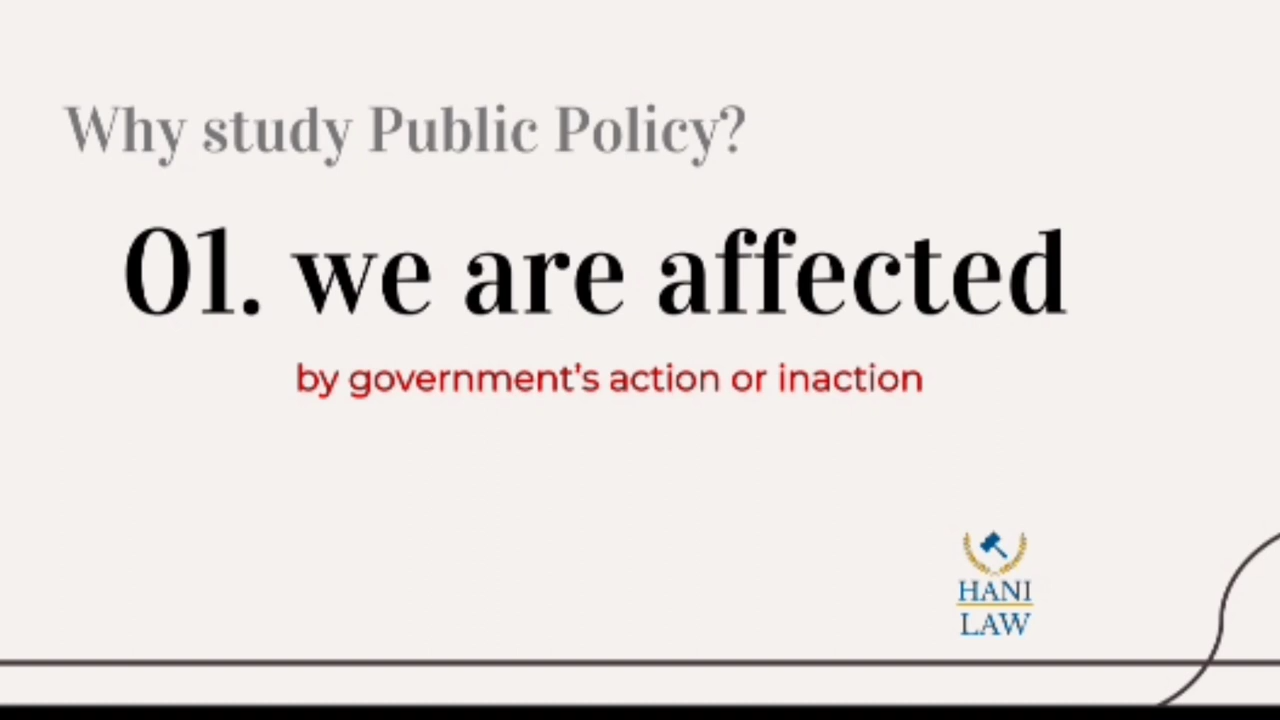 Why study Public Policy?
01. we are affected
by government's action or inaction
HANI
LAW